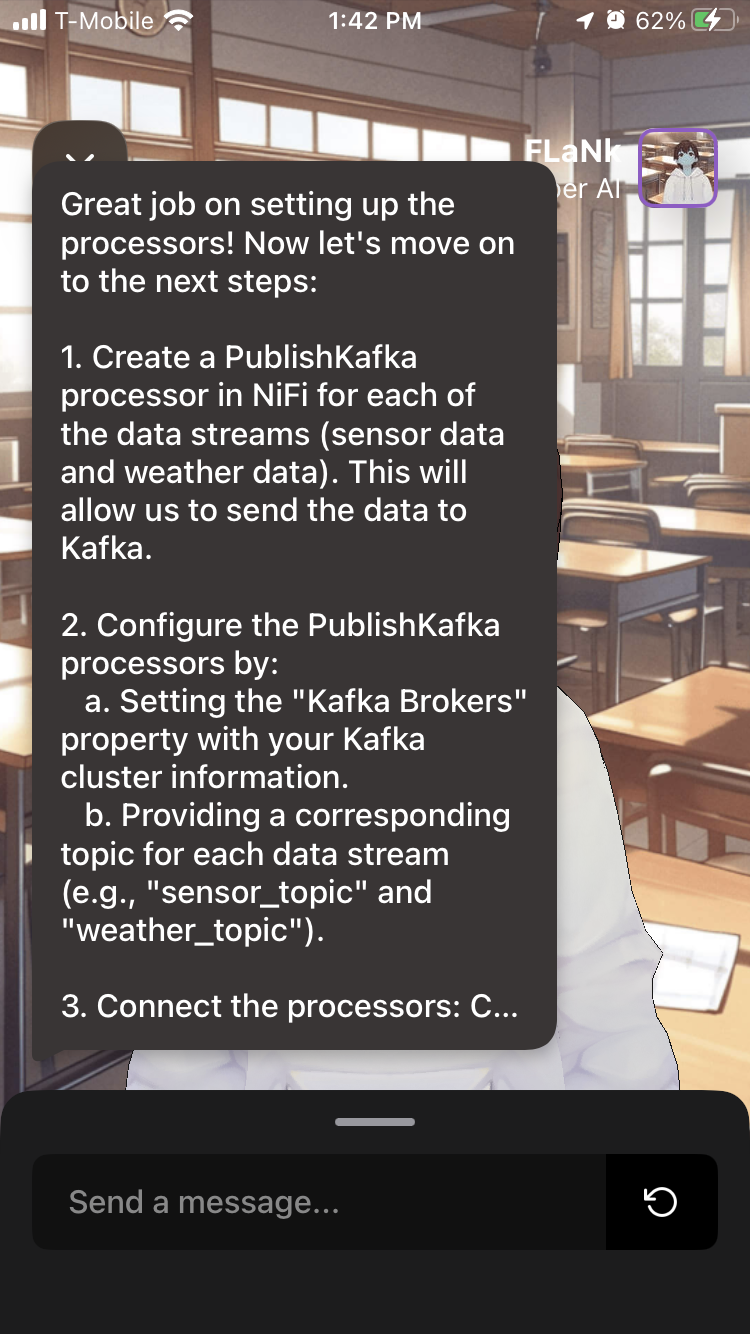 T-Mobile 1:42 PM 62%
FLaNk
AI
Great job on setting up the
processors! Now let's move on
to the next steps:
1. Create a PublishKafka
processor in NiFi for each of
the data streams (sensor data
and weather data). This will
allow us to send the data to
Kafka.
2. Configure the PublishKafka
processors by:
a. Setting the "Kafka Brokers"
property with your Kafka
cluster information.
b. Providing a corresponding
topic for each data stream
(e.g., "sensor_topic" and
"weather_topic").
3. Connect the processors: C...
Send a message...